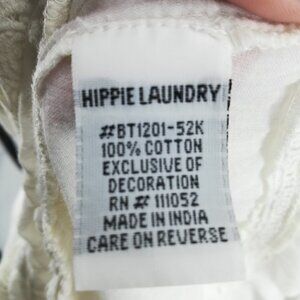 HIPPIE LAUNDRY
#BT1201-52K
100% COTTON
EXCLUSIVE OF
DECORATION
RN # 111052
MADE IN INDIA
CARE ON REVERSE